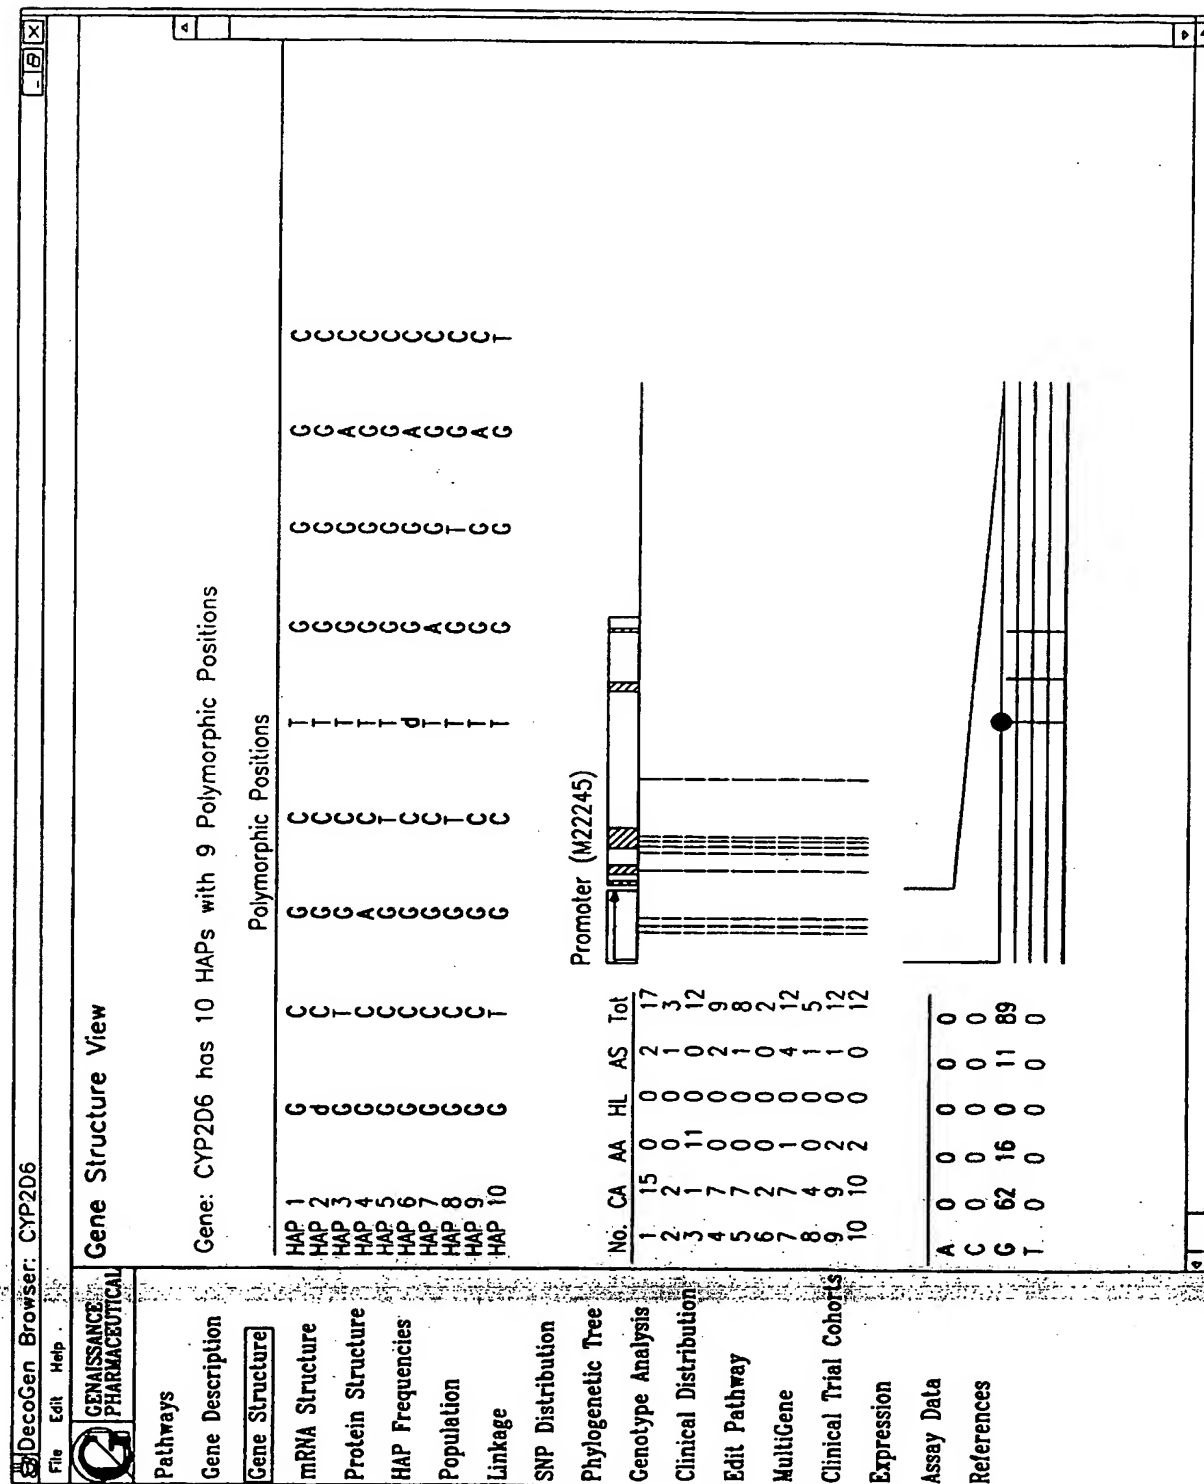 DecoGen Browser: CYP2D6
File Edit Help
GENAISSANCE
PHARMACEUTICAL
Pathways
Gene Description
Gene Structure
mRNA Structure
Protein Structure
HAP Frequencies
Population
Linkage
SNP Distribution
Phylogenetic Tree
Genotype Analysis
Clinical Distribution
Edit Pathway
MultiGene
Clinical Trial Cohorts
Expression
Assay Data
References
Gene Structure View
Gene: CYP2D6 has 10 HAPs with 9 Polymorphic Positions
Polymorphic Positions
HAP 1 G C G C T G G G C
HAP 2 d C G C T G G G C
HAP 3 G T G C T G G A C
HAP 4 G C A C T G G G C
HAP 5 G C G T T G G G C
HAP 6 G C G C d G G A C
HAP 7 G C G C T A G G C
HAP 8 G C G T T G T G C
HAP 9 G C G C T G G A C
HAP 10 G T G C T G G G T
Promoter (M22245)
No. CA AA HL AS Tot
1 15 0 0 2 17
2 2 0 0 1 3
3 1 11 0 0 12
4 7 0 0 2 9
5 7 0 0 1 8
6 2 0 0 0 2
7 7 1 0 4 12
8 4 0 0 1 5
9 9 2 0 1 12
10 10 2 0 0 12
A 0 0 0 0 0
C 0 0 0 0 0
G 62 16 0 11 89
T 0 0 0 0 0